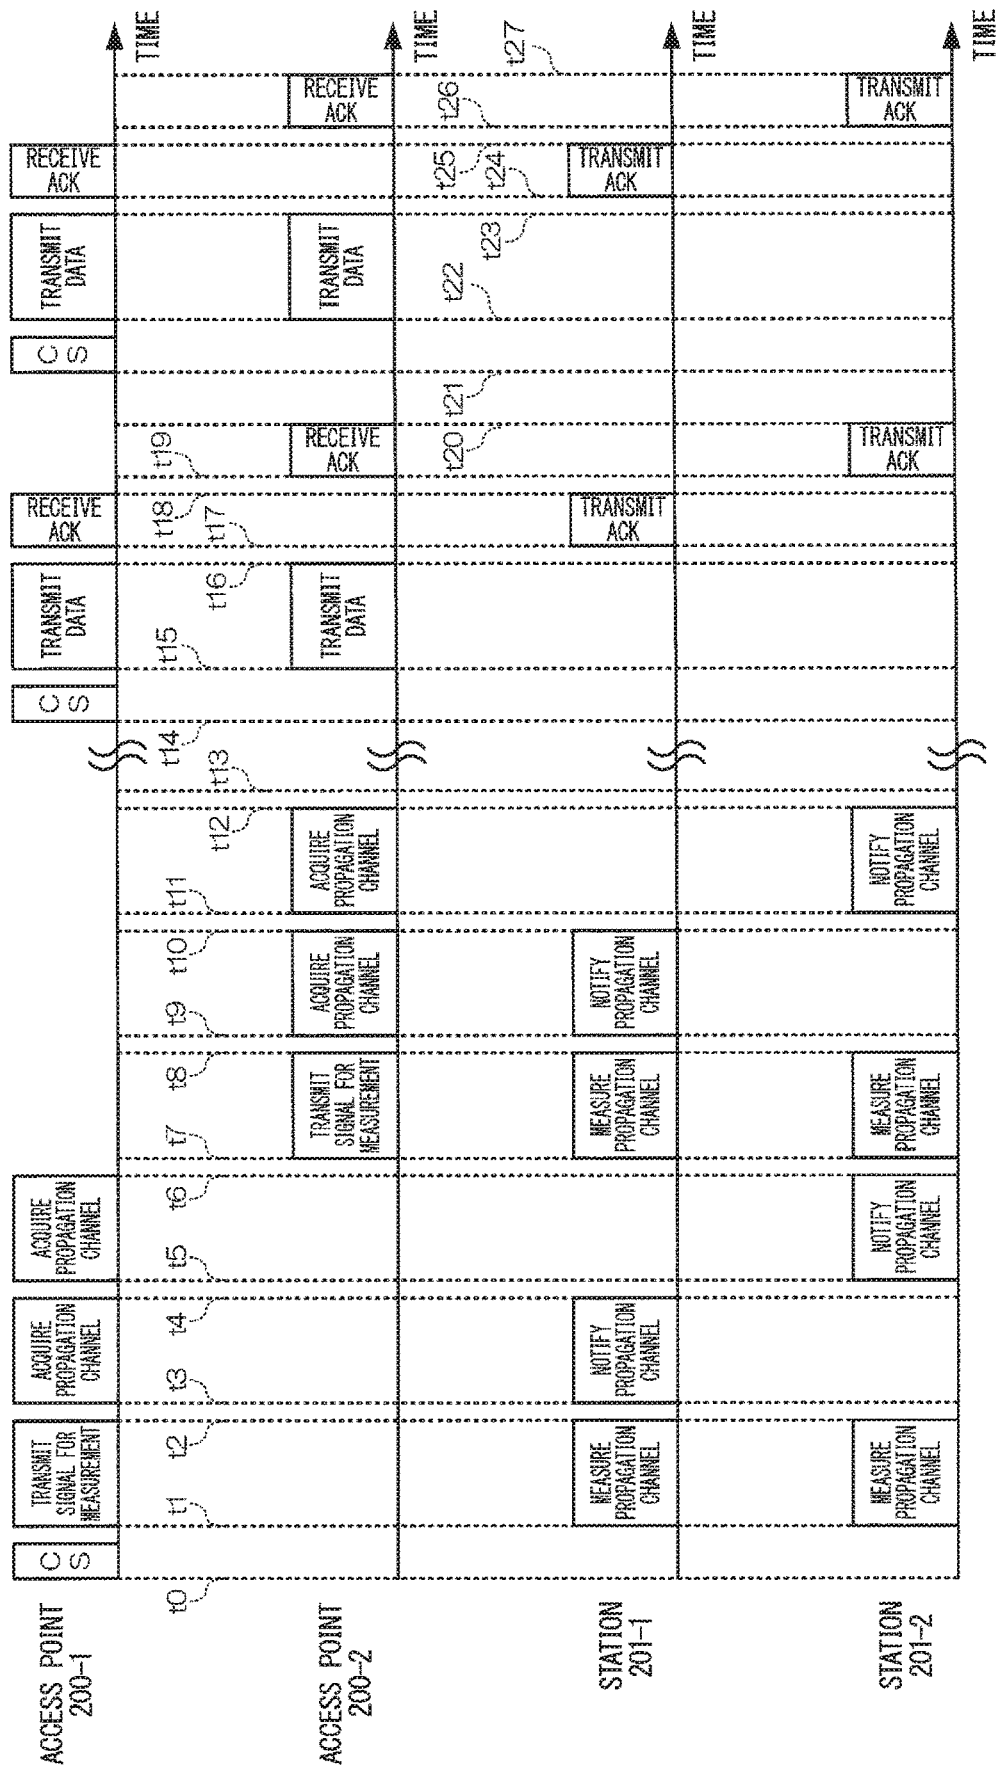 ACCESS POINT
200-1
CS
TRANSMIT
SIGNAL FOR
MEASUREMENT
ACQUIRE
PROPAGATION
CHANNEL
ACQUIRE
PROPAGATION
CHANNEL
CS
TRANSMIT
DATA
RECEIVE
ACK
CS
TRANSMIT
DATA
RECEIVE
ACK
TIME
t0
t1
t2
t3
t4
t5
t6
t7
t8
t9
t10
t11
t12
t13
t14
t15
t16
t17
t18
t19
ACCESS POINT
200-2
TRANSMIT
SIGNAL FOR
MEASUREMENT
ACQUIRE
PROPAGATION
CHANNEL
ACQUIRE
PROPAGATION
CHANNEL
TRANSMIT
DATA
RECEIVE
ACK
TRANSMIT
DATA
RECEIVE
ACK
TIME
t20
t21
t22
t23
t24
t25
t26
t27
STATION
201-1
MEASURE
PROPAGATION
CHANNEL
NOTIFY
PROPAGATION
CHANNEL
MEASURE
PROPAGATION
CHANNEL
NOTIFY
PROPAGATION
CHANNEL
TRANSMIT
ACK
TRANSMIT
ACK
TIME
STATION
201-2
MEASURE
PROPAGATION
CHANNEL
NOTIFY
PROPAGATION
CHANNEL
MEASURE
PROPAGATION
CHANNEL
NOTIFY
PROPAGATION
CHANNEL
TRANSMIT
ACK
TRANSMIT
ACK
TIME